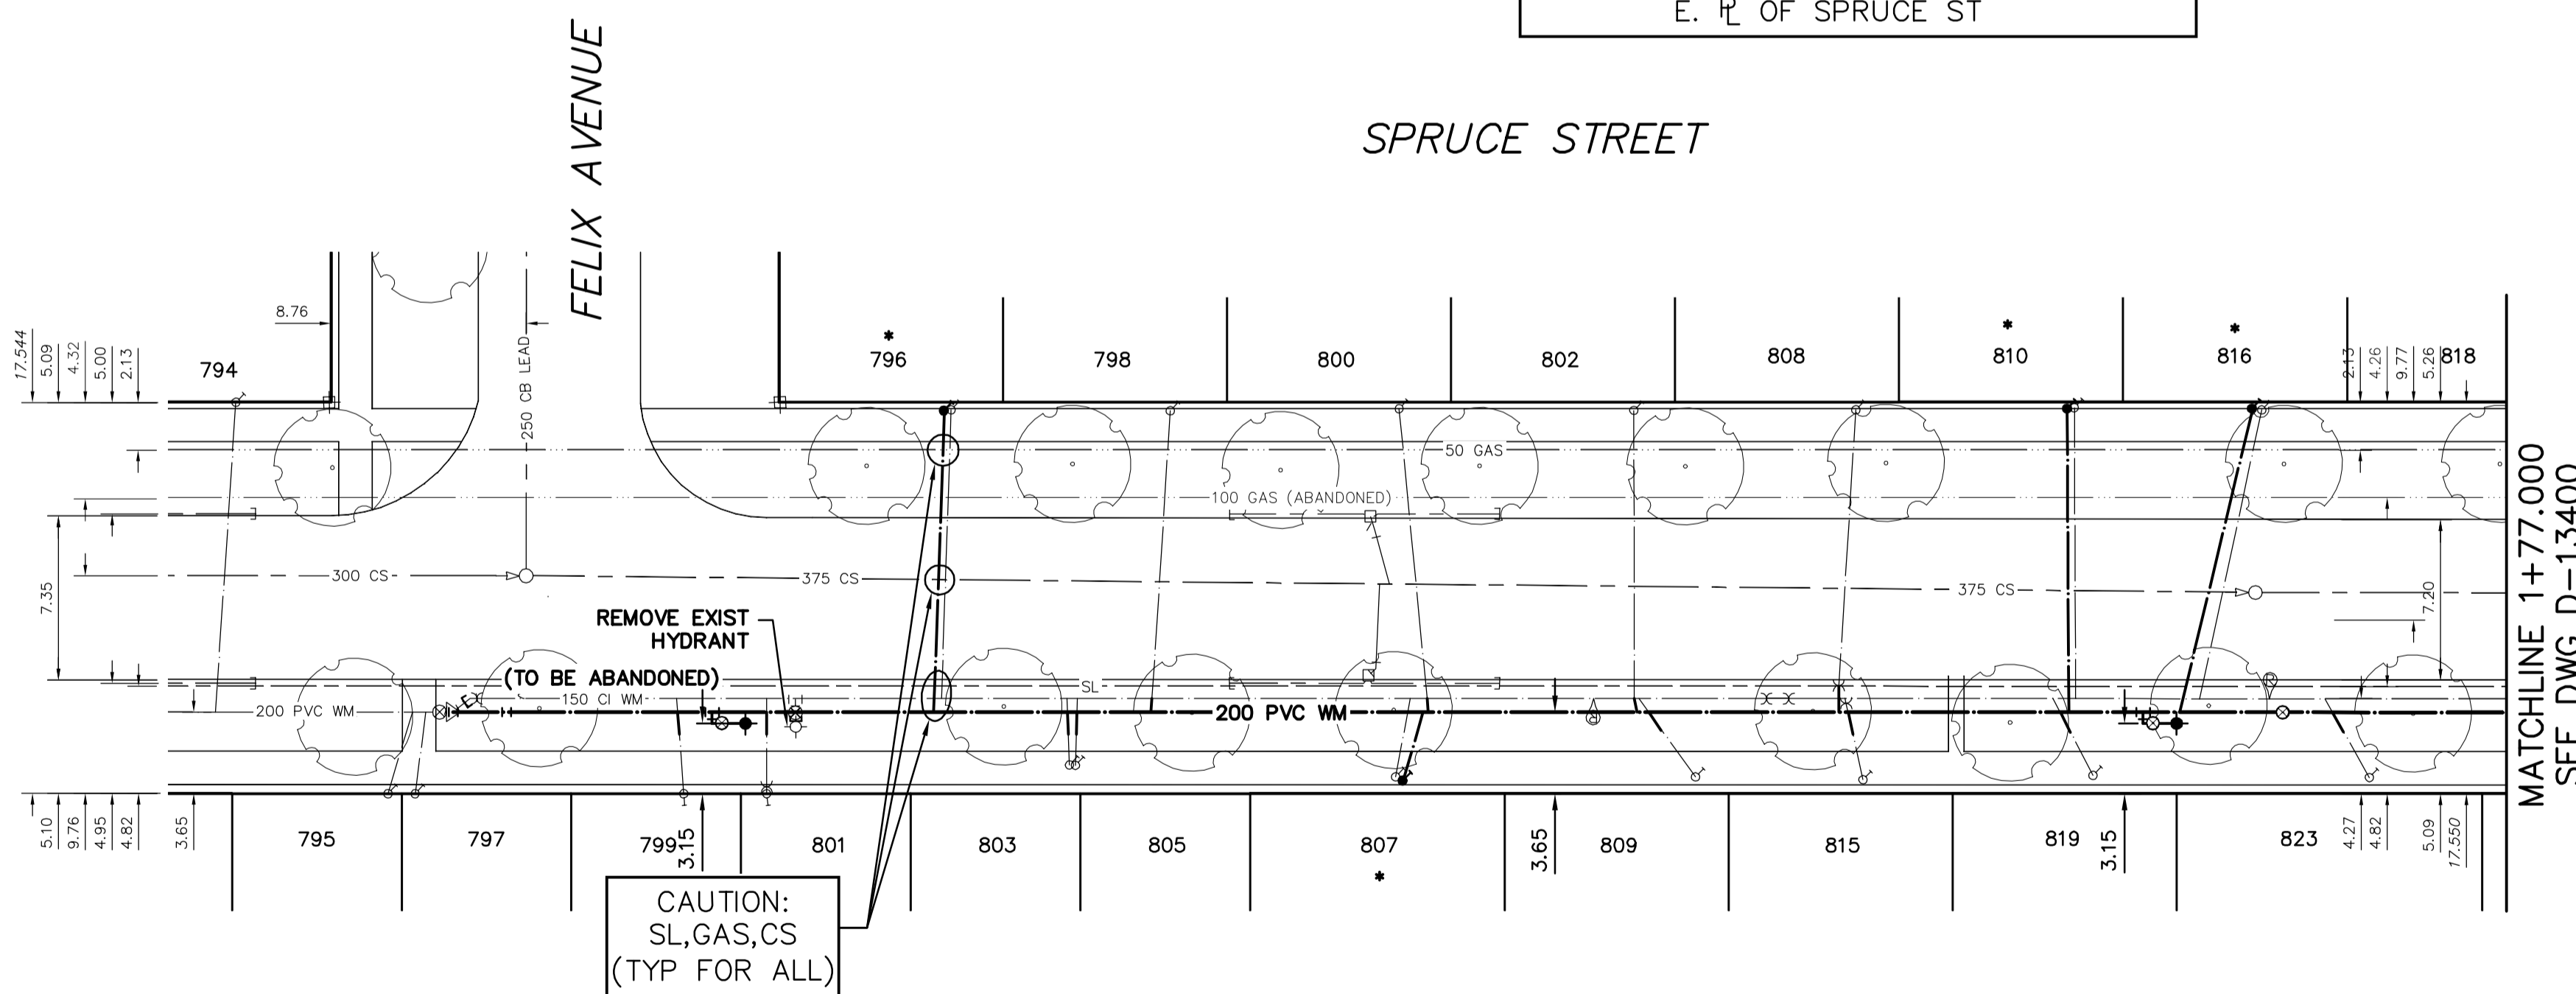 E. ⅊ OF SPRUCE ST
FELIX AVENUE
SPRUCE STREET
8.76
17.544
5.09
4.32
5.00
2.13
794
250 CB LEAD
*
796
798
800
802
808
*
810
*
816
818
2.13
4.26
9.77
5.26
50 GAS
100 GAS (ABANDONED)
300 CS
375 CS
375 CS
7.35
7.20
REMOVE EXIST
HYDRANT
(TO BE ABANDONED)
150 CI WM
SL
200 PVC WM
200 PVC WM
EX
MATCHLINE 1+77.000
SEE DWG D-13400
5.10
9.76
4.95
4.82
3.65
795
797
799
3.15
801
803
805
807
*
3.65
809
815
819
3.15
823
4.27
4.82
5.09
17.550
CAUTION:
SL,GAS,CS
(TYP FOR ALL)